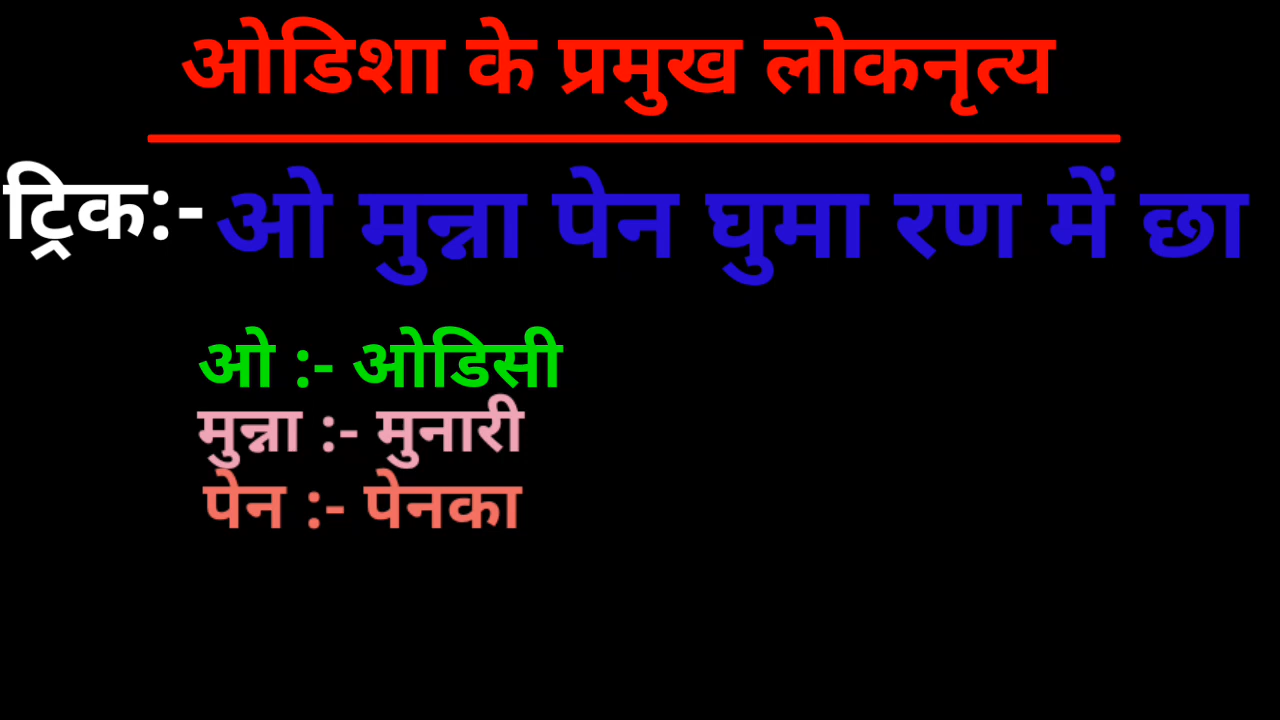 ओडिशा के प्रमुख लोकनृत्य
ट्रिक:- ओ मुन्ना पेन घुमा रण में छा
ओ :- ओडिसी
मुन्ना :- मुनारी
पेन :- पेनका